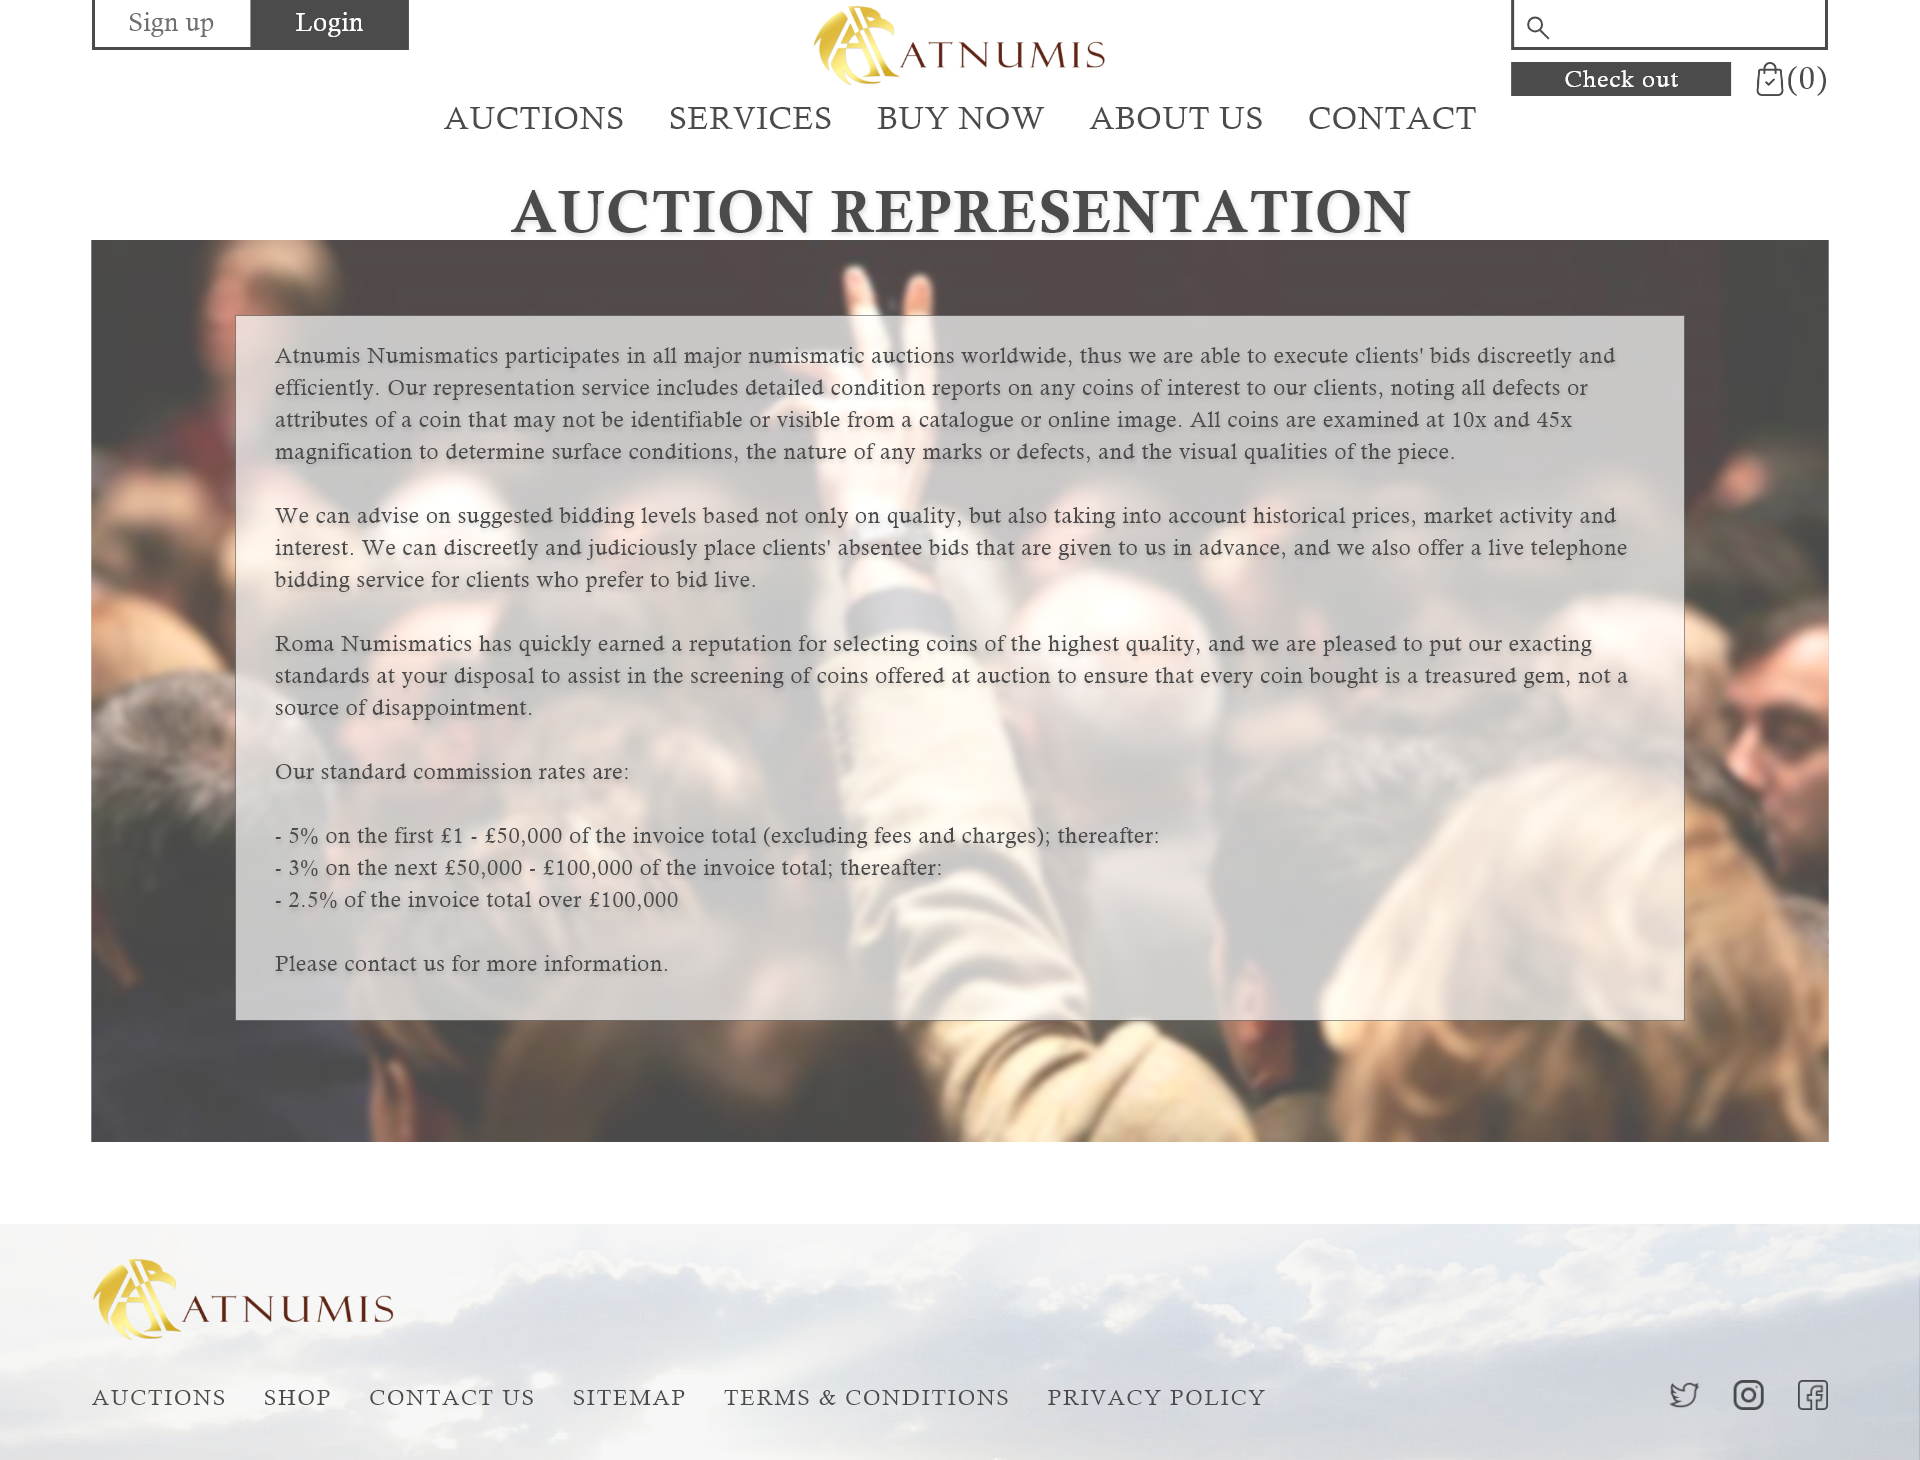 Sign up
Login
ATNUMIS
Check out
(0)
AUCTIONS SERVICES BUY NOW ABOUT US CONTACT
AUCTION REPRESENTATION
Atnumis Numismatics participates in all major numismatic auctions worldwide, thus we are able to execute clients' bids discreetly and
efficiently. Our representation service includes detailed condition reports on any coins of interest to our clients, noting all defects or
attributes of a coin that may not be identifiable or visible from a catalogue or online image. All coins are examined at 10x and 45x
magnification to determine surface conditions, the nature of any marks or defects, and the visual qualities of the piece.
We can advise on suggested bidding levels based not only on quality, but also taking into account historical prices, market activity and
interest. We can discreetly and judiciously place clients' absentee bids that are given to us in advance, and we also offer a live telephone
bidding service for clients who prefer to bid live.
Roma Numismatics has quickly earned a reputation for selecting coins of the highest quality, and we are pleased to put our exacting
standards at your disposal to assist in the screening of coins offered at auction to ensure that every coin bought is a treasured gem, not a
source of disappointment.
Our standard commission rates are:
- 5% on the first £1 - £50,000 of the invoice total (excluding fees and charges); thereafter:
- 3% on the next £50,000 - £100,000 of the invoice total; thereafter:
- 2.5% of the invoice total over £100,000
Please contact us for more information.
ATNUMIS
AUCTIONS SHOP CONTACT US SITEMAP TERMS & CONDITIONS PRIVACY POLICY